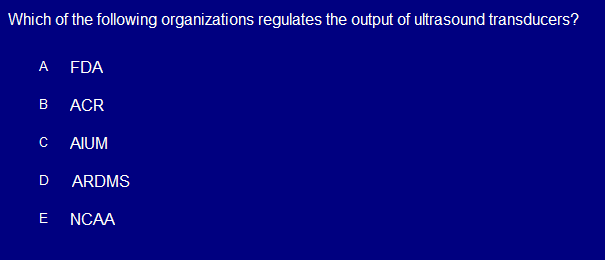 Which of the following organizations regulates the output of ultrasound transducers?
A FDA
B ACR
C AIUM
D ARDMS
E NCAA